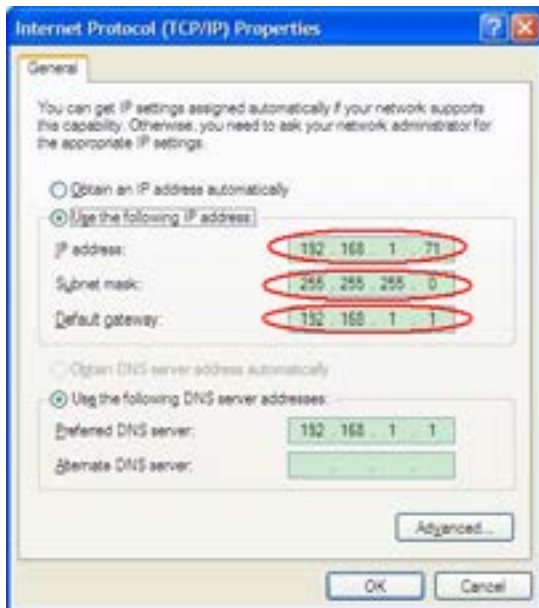 Internet Protocol (TCP/IP) Properties
General
You can get IP settings assigned automatically if your network supports
this capability. Otherwise, you need to ask your network administrator for
the appropriate IP settings.
Obtain an IP address automatically
Use the following IP address:
IP address: 192 . 168 . 1 . 71
Subnet mask: 255 . 255 . 255 . 0
Default gateway: 192 . 168 . 1 . 1
Obtain DNS server address automatically
Use the following DNS server addresses:
Preferred DNS server: 192 . 168 . 1 . 1
Alternate DNS server: . . .
Advanced...
OK Cancel